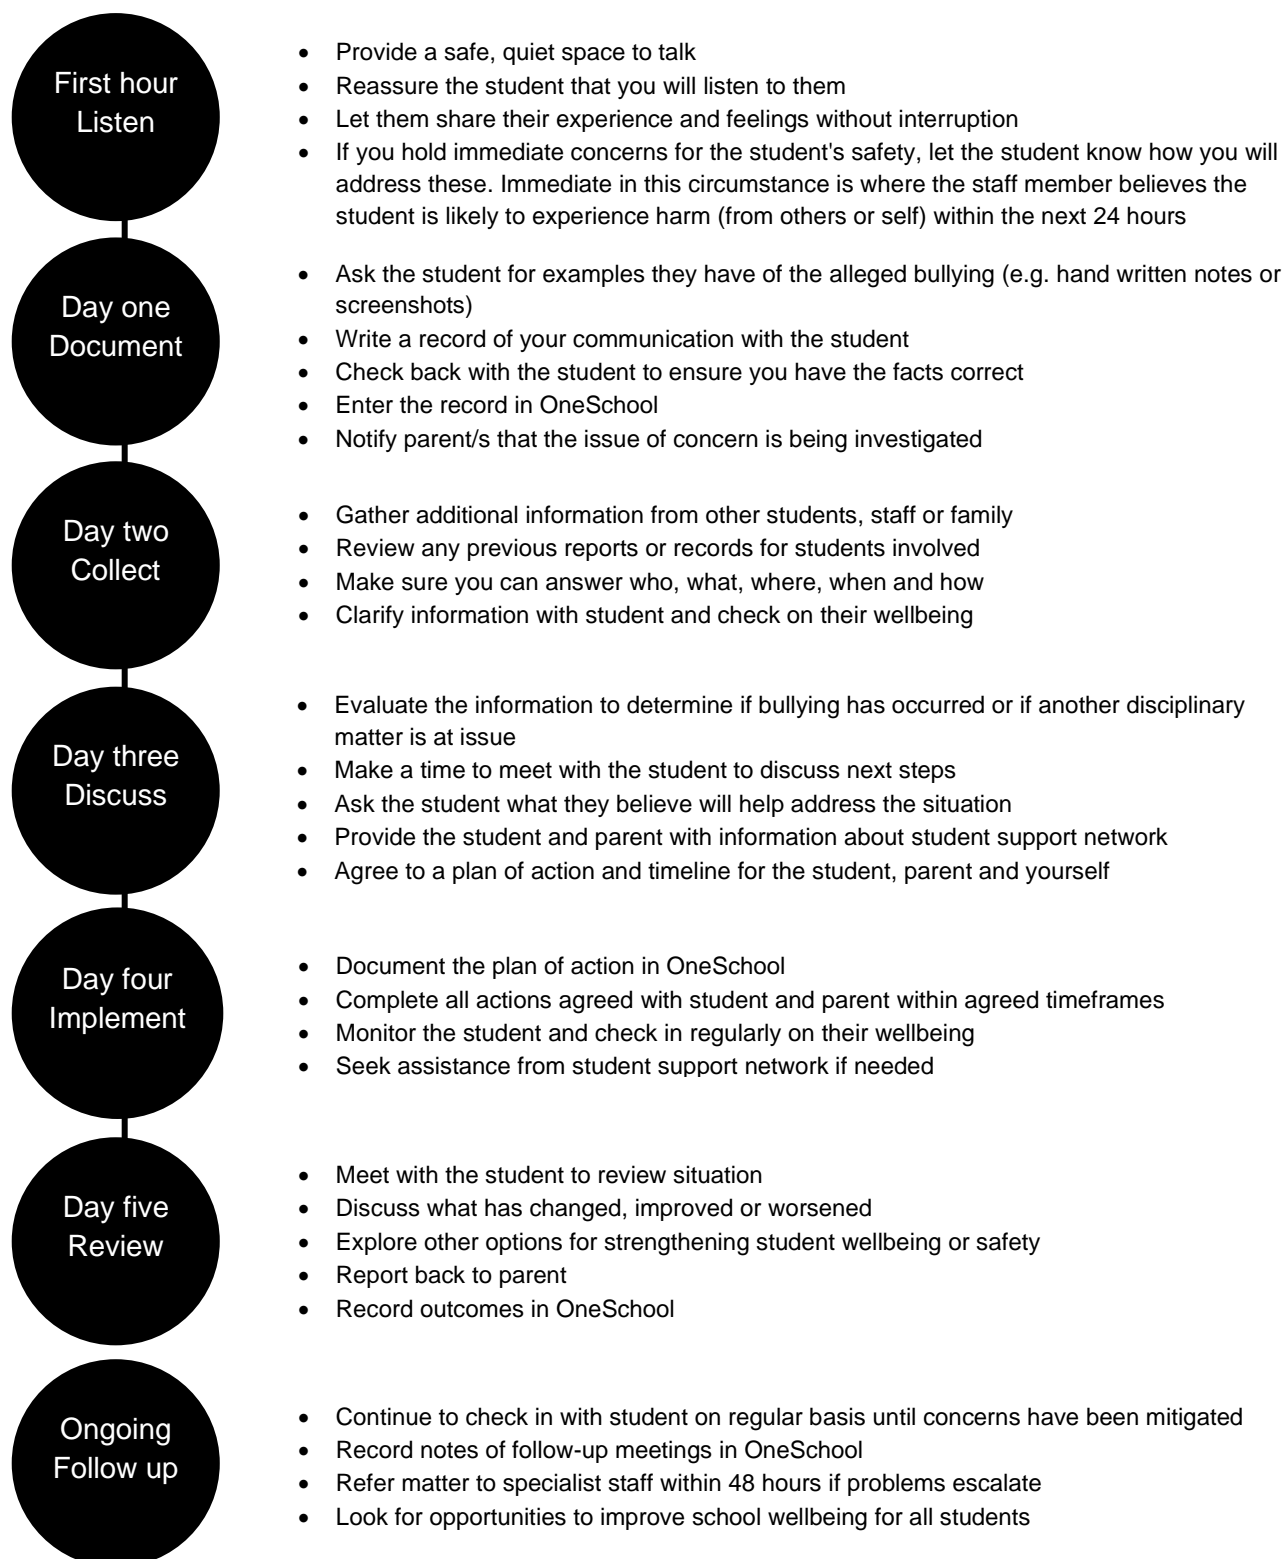 First hour
Listen
• Provide a safe, quiet space to talk
• Reassure the student that you will listen to them
• Let them share their experience and feelings without interruption
• If you hold immediate concerns for the student's safety, let the student know how you will
address these. Immediate in this circumstance is where the staff member believes the
student is likely to experience harm (from others or self) within the next 24 hours
Day one
Document
• Ask the student for examples they have of the alleged bullying (e.g. hand written notes or
screenshots)
• Write a record of your communication with the student
• Check back with the student to ensure you have the facts correct
• Enter the record in OneSchool
• Notify parent/s that the issue of concern is being investigated
Day two
Collect
• Gather additional information from other students, staff or family
• Review any previous reports or records for students involved
• Make sure you can answer who, what, where, when and how
• Clarify information with student and check on their wellbeing
Day three
Discuss
• Evaluate the information to determine if bullying has occurred or if another disciplinary
matter is at issue
• Make a time to meet with the student to discuss next steps
• Ask the student what they believe will help address the situation
• Provide the student and parent with information about student support network
• Agree to a plan of action and timeline for the student, parent and yourself
Day four
Implement
• Document the plan of action in OneSchool
• Complete all actions agreed with student and parent within agreed timeframes
• Monitor the student and check in regularly on their wellbeing
• Seek assistance from student support network if needed
Day five
Review
• Meet with the student to review situation
• Discuss what has changed, improved or worsened
• Explore other options for strengthening student wellbeing or safety
• Report back to parent
• Record outcomes in OneSchool
Ongoing
Follow up
• Continue to check in with student on regular basis until concerns have been mitigated
• Record notes of follow-up meetings in OneSchool
• Refer matter to specialist staff within 48 hours if problems escalate
• Look for opportunities to improve school wellbeing for all students